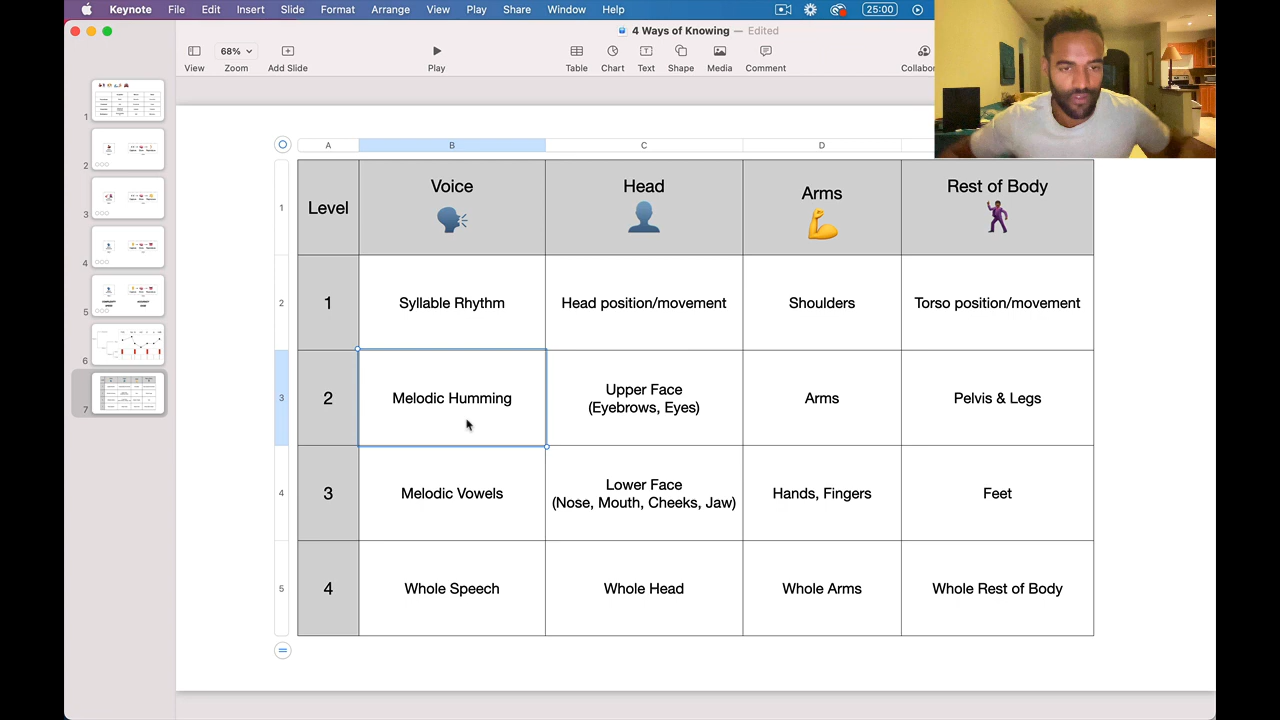 Keynote File Edit Insert Slide Format Arrange View Play Share Window Help 25:00
4 Ways of Knowing — Edited
68%
View Zoom Add Slide Play Table Chart Text Shape Media Comment
A B C D
1 Level Voice Head Arms Rest of Body
2 1 Syllable Rhythm Head position/movement Shoulders Torso position/movement
3 2 Melodic Humming Upper Face
(Eyebrows, Eyes) Arms Pelvis & Legs
4 3 Melodic Vowels Lower Face
(Nose, Mouth, Cheeks, Jaw) Hands, Fingers Feet
5 4 Whole Speech Whole Head Whole Arms Whole Rest of Body
1
2
3
4
5
6
7